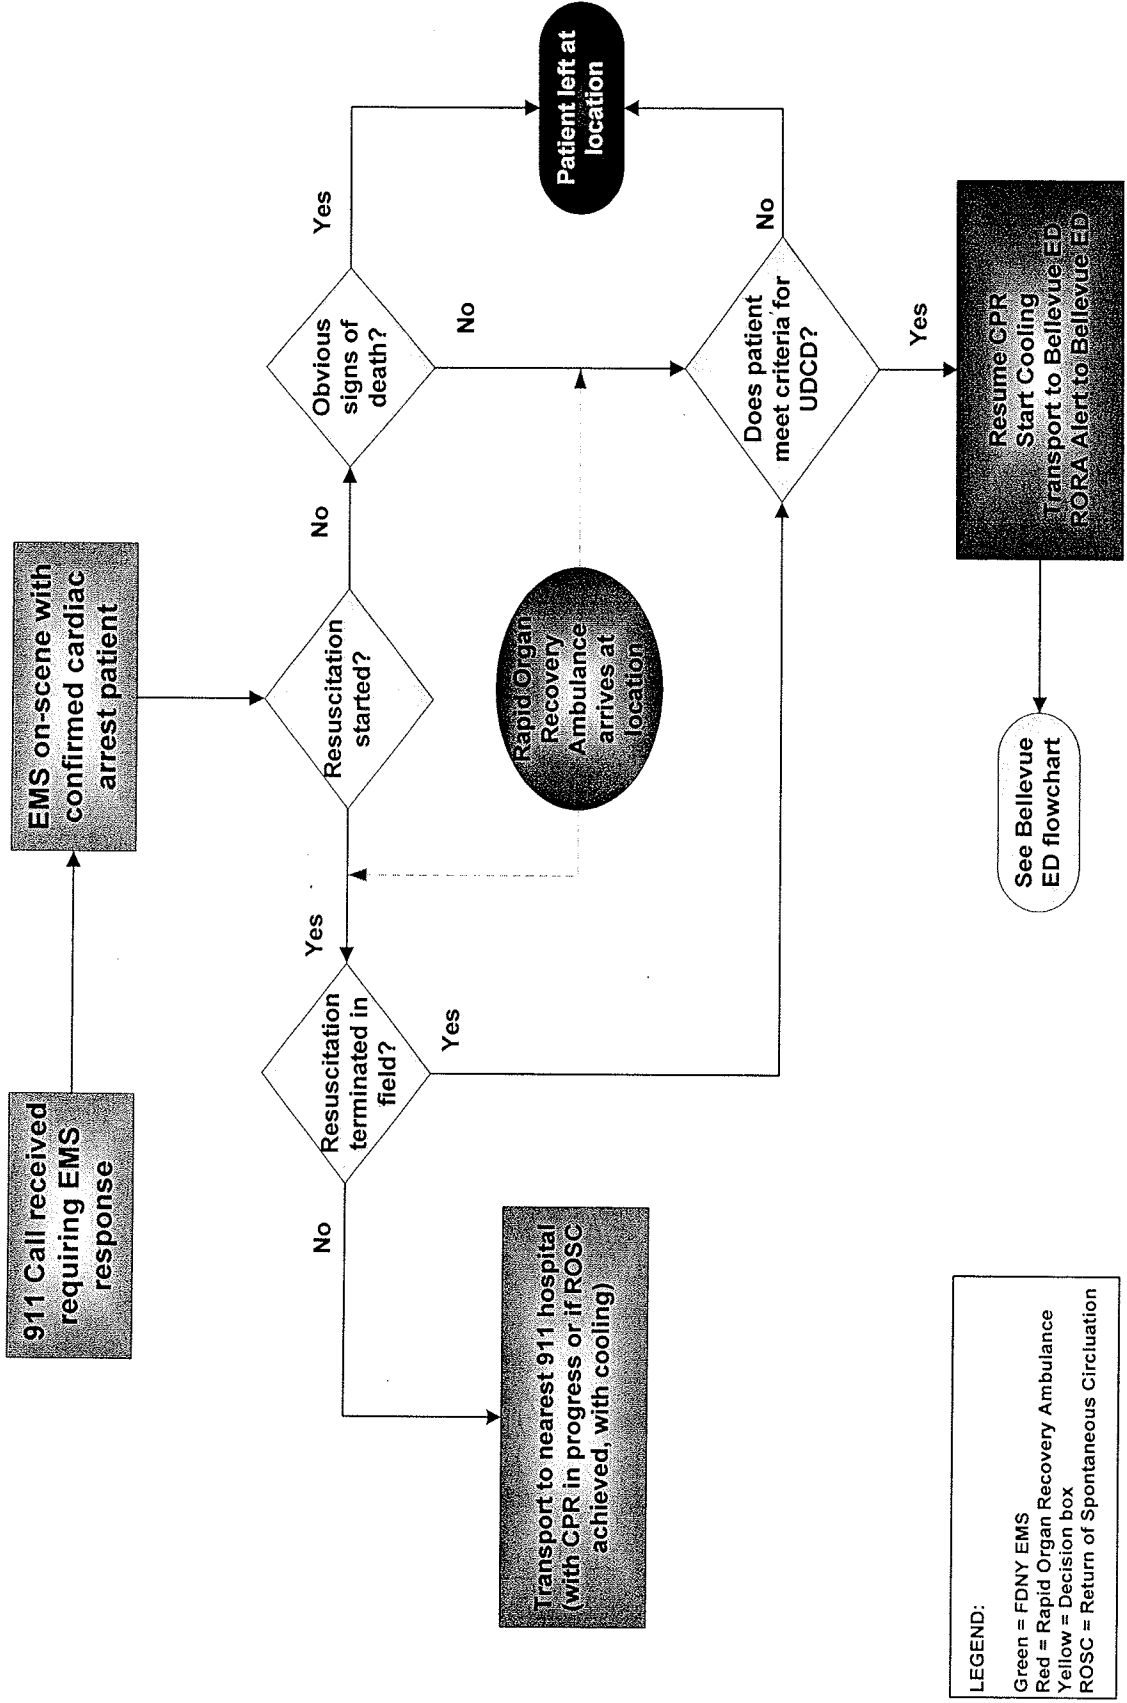 911 Call received
requiring EMS
response
EMS on-scene with
confirmed cardiac
arrest patient
Resuscitation
started?
Yes
No
Resuscitation
terminated in
field?
No
Yes
Obvious
signs of
death?
Yes
No
Transport to nearest 911 hospital
(with CPR in progress or if ROSC
achieved, with cooling)
Rapid Organ
Recovery
Ambulance
arrives at
location
Patient left at
location
Does patient
meet criteria for
UDCD?
No
Yes
Resume CPR
Start Cooling
Transport to Bellevue ED
RORA Alert to Bellevue ED
See Bellevue
ED flowchart
LEGEND:
Green = FDNY EMS
Red = Rapid Organ Recovery Ambulance
Yellow = Decision box
ROSC = Return of Spontaneous Circluation